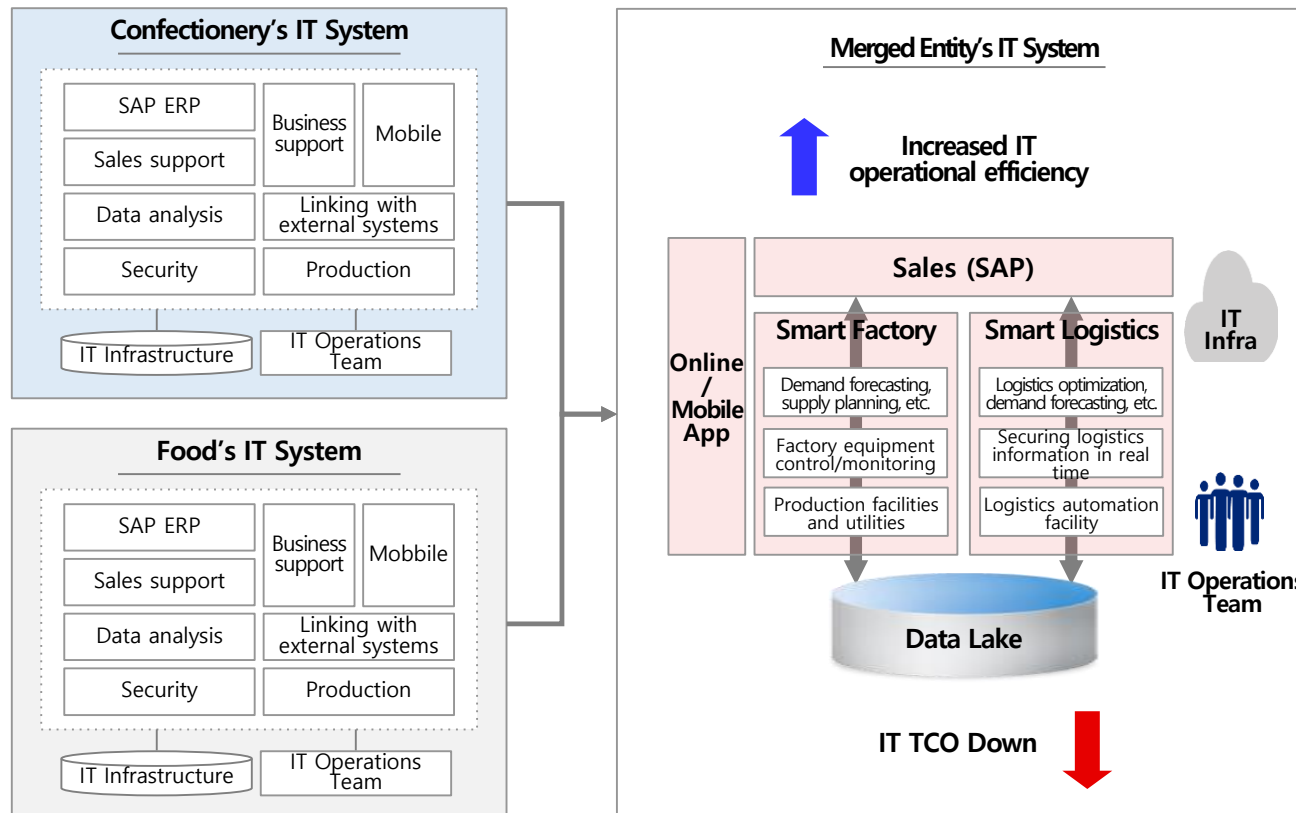 Confectionery's IT System
SAP ERP
Sales support
Data analysis
Security
Business
support
Mobile
Linking with
external systems
Production
IT Infrastructure
IT Operations
Team
Food's IT System
SAP ERP
Sales support
Data analysis
Security
Business
support
Mobbile
Linking with
external systems
Production
IT Infrastructure
IT Operations
Team
Merged Entity's IT System
Increased IT
operational efficiency
Online
/
Mobile
App
Sales (SAP)
Smart Factory
Demand forecasting,
supply planning, etc.
Factory equipment
control/monitoring
Production facilities
and utilities
Smart Logistics
Logistics optimization,
demand forecasting, etc.
Securing logistics
information in real
time
Logistics automation
facility
IT
Infra
IT Operations
Team
Data Lake
IT TCO Down